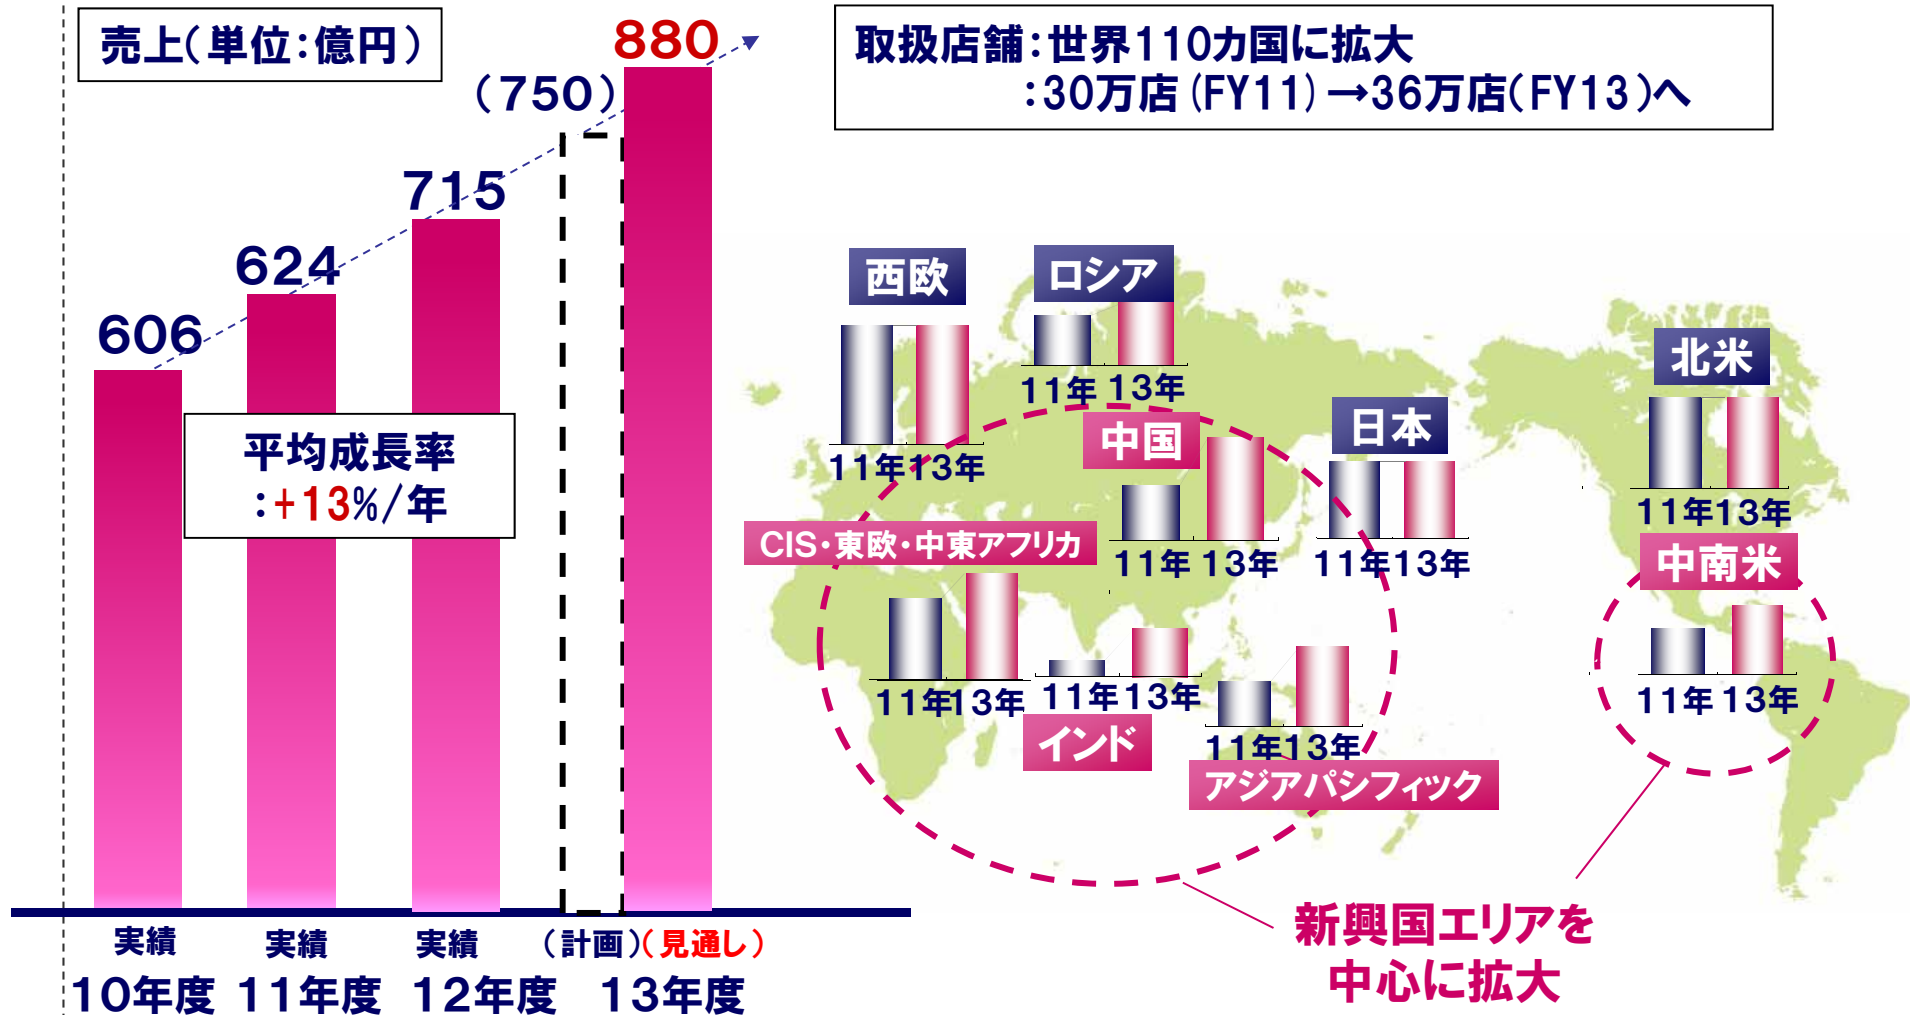 売上(単位:億円)
606
624
715
(750)
880
平均成長率
:+13%/年
実績
実績
実績
(計画)
(見通し)
10年度
11年度
12年度
13年度
取扱店舗:世界110カ国に拡大
:30万店(FY11)→36万店(FY13)へ
西欧
11年
13年
ロシア
11年
13年
中国
11年
13年
日本
11年
13年
北米
11年
13年
CIS・東欧・中東アフリカ
11年
13年
インド
11年
13年
アジアパシフィック
11年
13年
中南米
11年
13年
新興国エリアを
中心に拡大